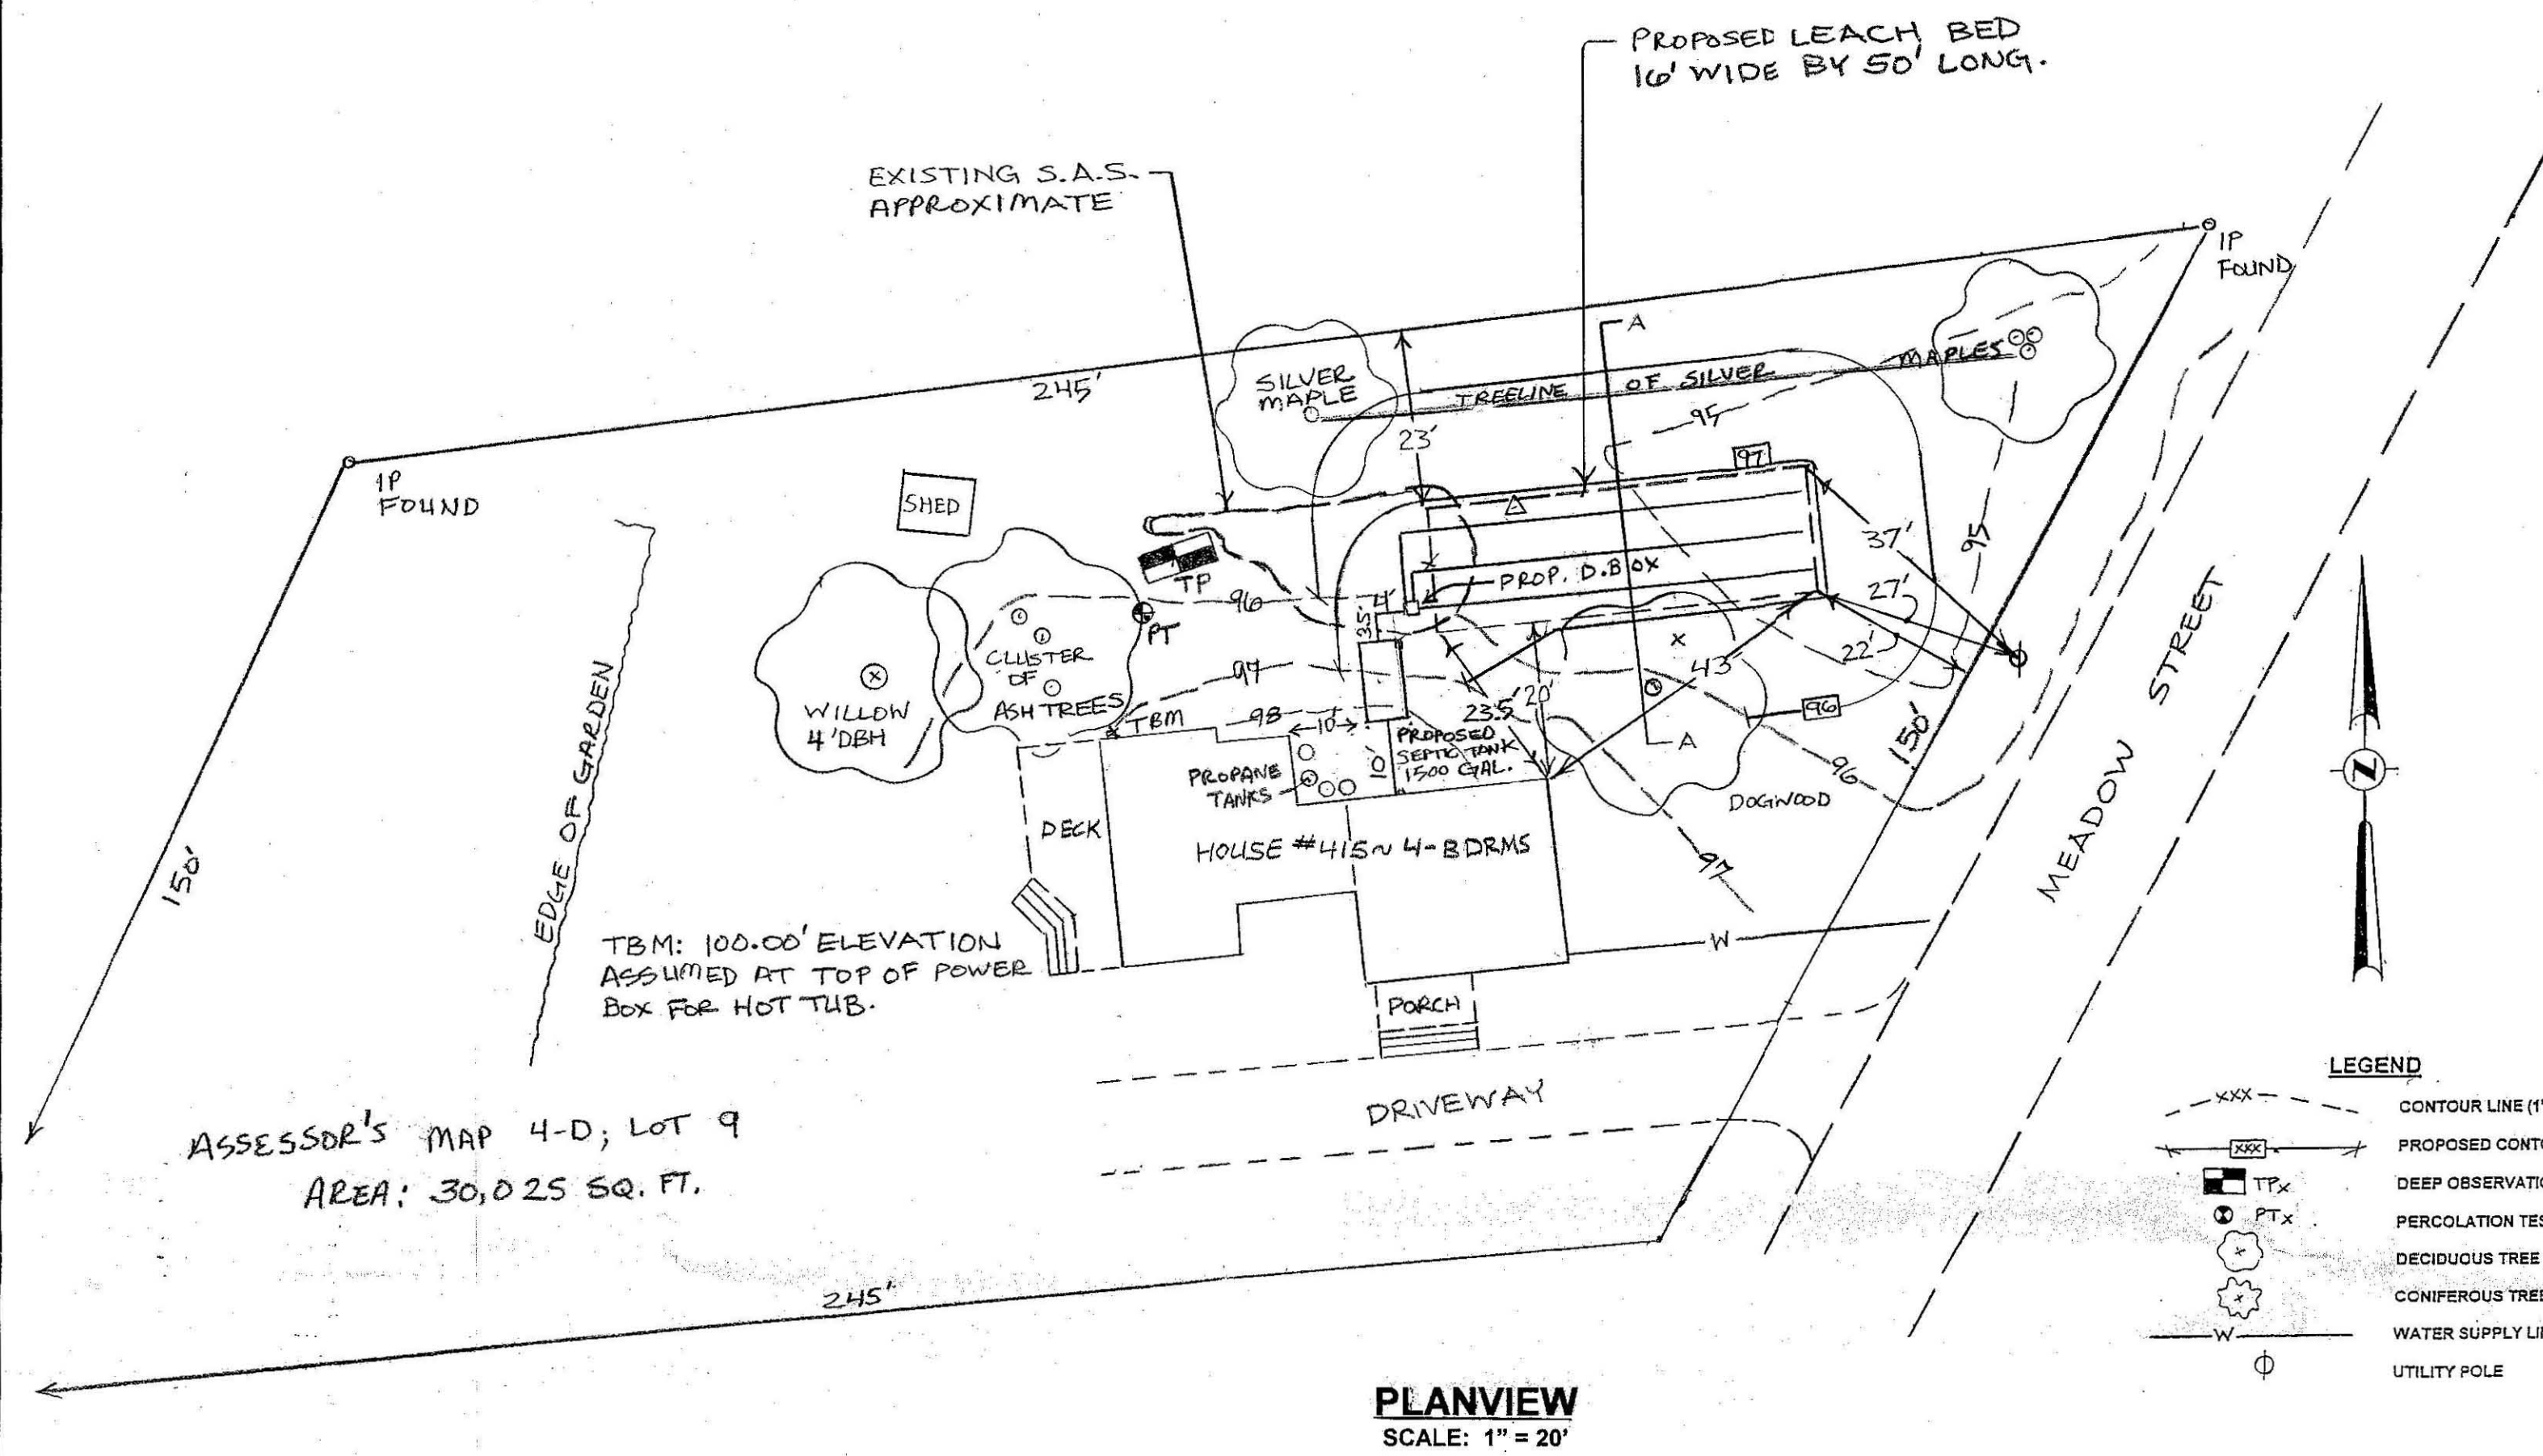 PROPOSED LEACH BED
16' WIDE BY 50' LONG.
EXISTING S.A.S.
APPROXIMATE
IP
FOUND
A
245'
SILVER
MAPLE
TREELINE OF SILVER MAPLES
23'
95
97
IP
FOUND
SHED
TP
PROP. D.BOX
37'
95
27'
22'
4'
35'
96
PT
CLUSTER
OF
ASH TREES
WILLOW
4' DBH
97
TBM
98
10'
10
43
23.5'
20'
96
A
PROPOSED
SEPTIC TANK
1500 GAL.
PROPANE
TANKS
150'
96
DOGWOOD
97
MEADOW STREET
N
DECK
HOUSE #415~ 4-BDRMS
EDGE OF GARDEN
150'
TBM: 100.00' ELEVATION
ASSUMED AT TOP OF POWER
BOX FOR HOT TUB.
W
PORCH
DRIVEWAY
ASSESSOR'S MAP 4-D; LOT 9
AREA: 30,025 SQ. FT.
245'
LEGEND
XXX CONTOUR LINE (1'
XXX PROPOSED CONTO
TPx DEEP OBSERVATIO
PTx PERCOLATION TES
DECIDUOUS TREE
CONIFEROUS TREE
W WATER SUPPLY LI
UTILITY POLE
PLANVIEW
SCALE: 1" = 20'